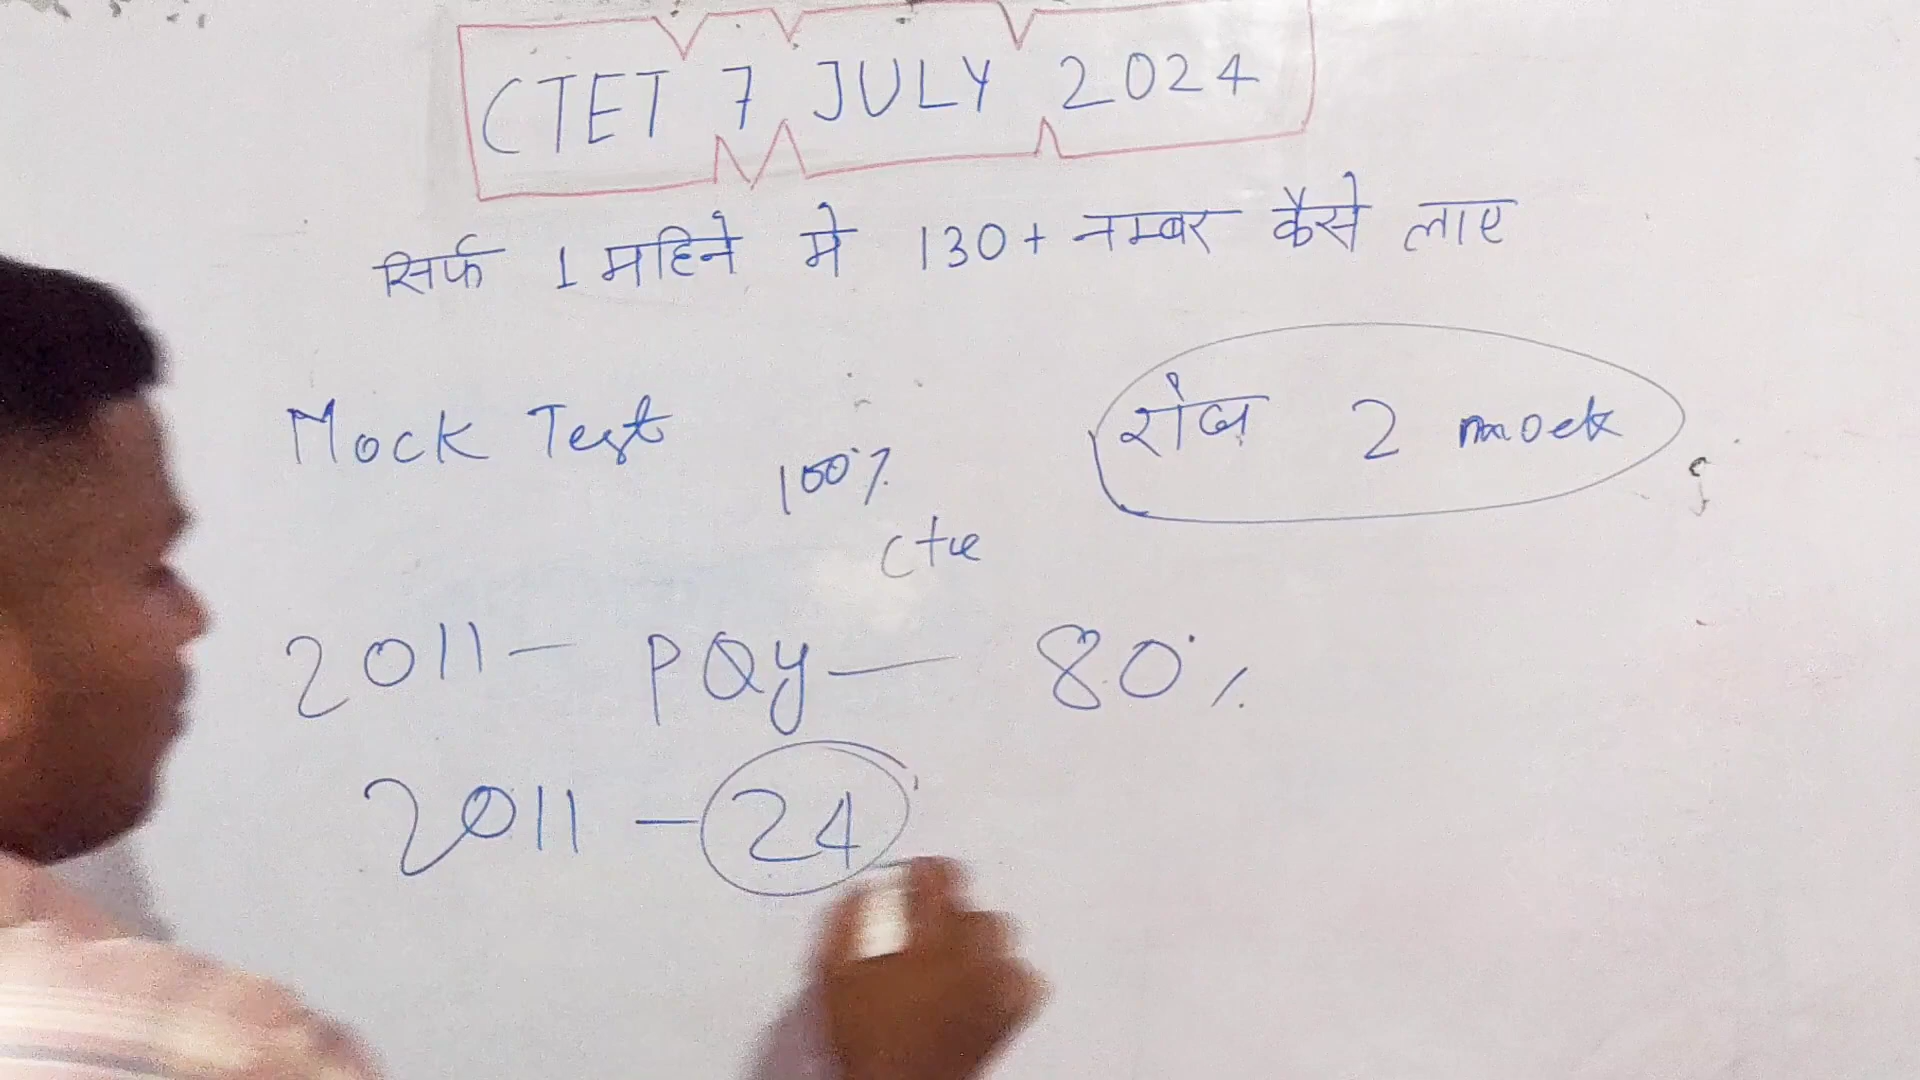 CTET 7 JULY 2024
सिर्फ 1 महिने मे 130+ नम्बर कैसे लाए
Mock Test
रोज 2 mock
100%
2011 - PQY - 80%
2011 - 24